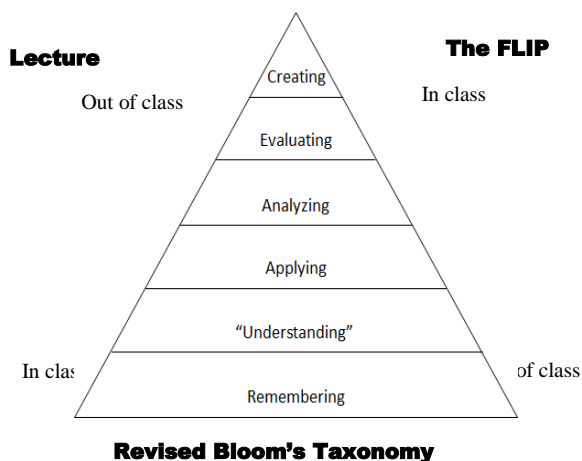 Lecture
The FLIP
Out of class
In class
Creating
Evaluating
Analyzing
Applying
“Understanding”
In clas
of class
Remembering
Revised Bloom’s Taxonomy